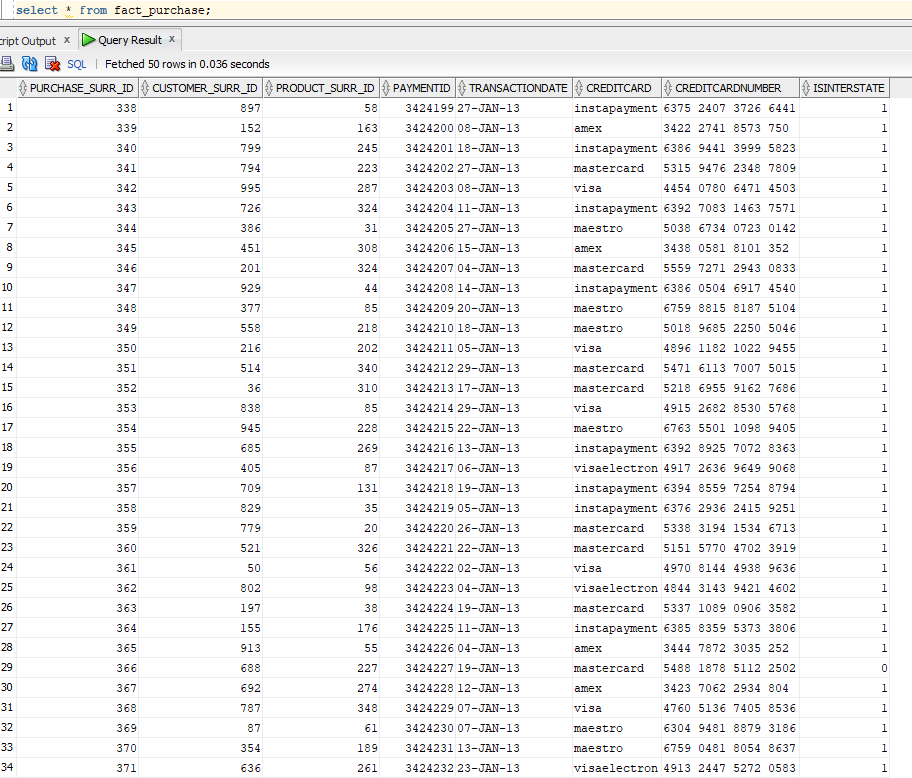 select * from fact_purchase;
cript Output x Query Result x
SQL | Fetched 50 rows in 0.036 seconds
PURCHASE_SURR_ID CUSTOMER_SURR_ID PRODUCT_SURR_ID PAYMENTID TRANSACTIONDATE CREDITCARD CREDITCARDNUMBER ISINTERSTATE
1 338 897 58 3424199 27-JAN-13 instapayment 6375 2407 3726 6441 1
2 339 152 163 3424200 08-JAN-13 amex 3422 2741 8573 750 1
3 340 799 245 3424201 18-JAN-13 instapayment 6386 9441 3999 5823 1
4 341 794 223 3424202 27-JAN-13 mastercard 5315 9476 2348 7809 1
5 342 995 287 3424203 08-JAN-13 visa 4454 0780 6471 4503 1
6 343 726 324 3424204 11-JAN-13 instapayment 6392 7083 1463 7571 1
7 344 386 31 3424205 27-JAN-13 maestro 5038 6734 0723 0142 1
8 345 451 308 3424206 15-JAN-13 amex 3438 0581 8101 352 1
9 346 201 324 3424207 04-JAN-13 mastercard 5559 7271 2943 0833 1
10 347 929 44 3424208 14-JAN-13 instapayment 6386 0504 6917 4540 1
11 348 377 85 3424209 20-JAN-13 maestro 6759 8815 8187 5104 1
12 349 558 218 3424210 18-JAN-13 maestro 5018 9685 2250 5046 1
13 350 216 202 3424211 05-JAN-13 visa 4896 1182 1022 9455 1
14 351 514 340 3424212 29-JAN-13 mastercard 5471 6113 7007 5015 1
15 352 36 310 3424213 17-JAN-13 mastercard 5218 6955 9162 7686 1
16 353 838 85 3424214 29-JAN-13 visa 4915 2682 8530 5768 1
17 354 945 228 3424215 22-JAN-13 maestro 6763 5501 1098 9405 1
18 355 685 269 3424216 13-JAN-13 instapayment 6392 8925 7072 8363 1
19 356 405 87 3424217 06-JAN-13 visaelectron 4917 2636 9649 9068 1
20 357 709 131 3424218 19-JAN-13 instapayment 6394 8559 7254 8794 1
21 358 829 35 3424219 05-JAN-13 instapayment 6376 2936 2415 9251 1
22 359 779 20 3424220 26-JAN-13 mastercard 5338 3194 1534 6713 1
23 360 521 326 3424221 22-JAN-13 mastercard 5151 5770 4702 3919 1
24 361 50 56 3424222 02-JAN-13 visa 4970 8144 4938 9636 1
25 362 802 98 3424223 04-JAN-13 visaelectron 4844 3143 9421 4602 1
26 363 197 38 3424224 19-JAN-13 mastercard 5337 1089 0906 3582 1
27 364 155 176 3424225 11-JAN-13 instapayment 6385 8359 5373 3806 1
28 365 913 55 3424226 04-JAN-13 amex 3444 7872 3035 252 1
29 366 688 227 3424227 19-JAN-13 mastercard 5488 1878 5112 2502 0
30 367 692 274 3424228 12-JAN-13 amex 3423 7062 2934 804 1
31 368 787 348 3424229 07-JAN-13 visa 4760 5136 7405 8536 1
32 369 87 61 3424230 07-JAN-13 maestro 6304 9481 8879 3186 1
33 370 354 189 3424231 13-JAN-13 maestro 6759 0481 8054 8637 1
34 371 636 261 3424232 23-JAN-13 visaelectron 4913 2447 5272 0583 1